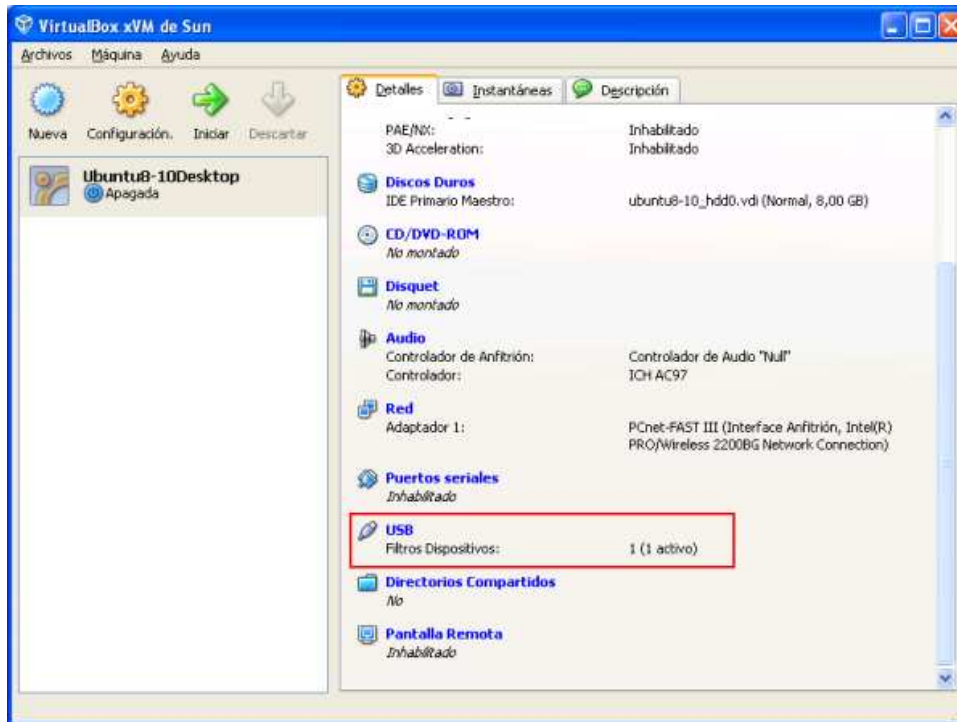 VirtualBox xVM de Sun
Archivos Máquina Ayuda
Nueva Configuración. Iniciar Descartar
Ubuntu8-10Desktop
Apagada
Detalles Instantáneas Descripción
PAE/NX: Inhabilitado
3D Acceleration: Inhabilitado
Discos Duros
IDE Primario Maestro: ubuntu8-10_hdd0.vdi (Normal, 8,00 GB)
CD/DVD-ROM
No montado
Disquet
No montado
Audio
Controlador de Anfitrión: Controlador de Audio "Null"
Controlador: ICH AC97
Red
Adaptador 1: PCnet-FAST III (Interface Anfitrión, Intel(R)
PRO/Wireless 2200BG Network Connection)
Puertos seriales
Inhabilitado
USB
Filtros Dispositivos: 1 (1 activo)
Directorios Compartidos
No
Pantalla Remota
Inhabilitado